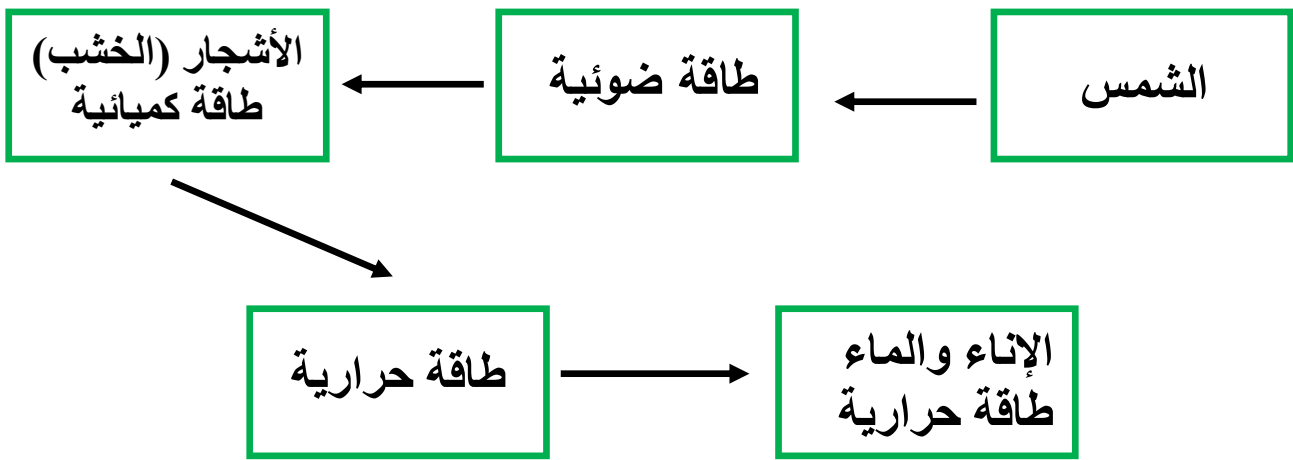 الشمس
طاقة ضوئية
الأشجار (الخشب)
طاقة كميائية
طاقة حرارية
الإناء والماء
طاقة حرارية